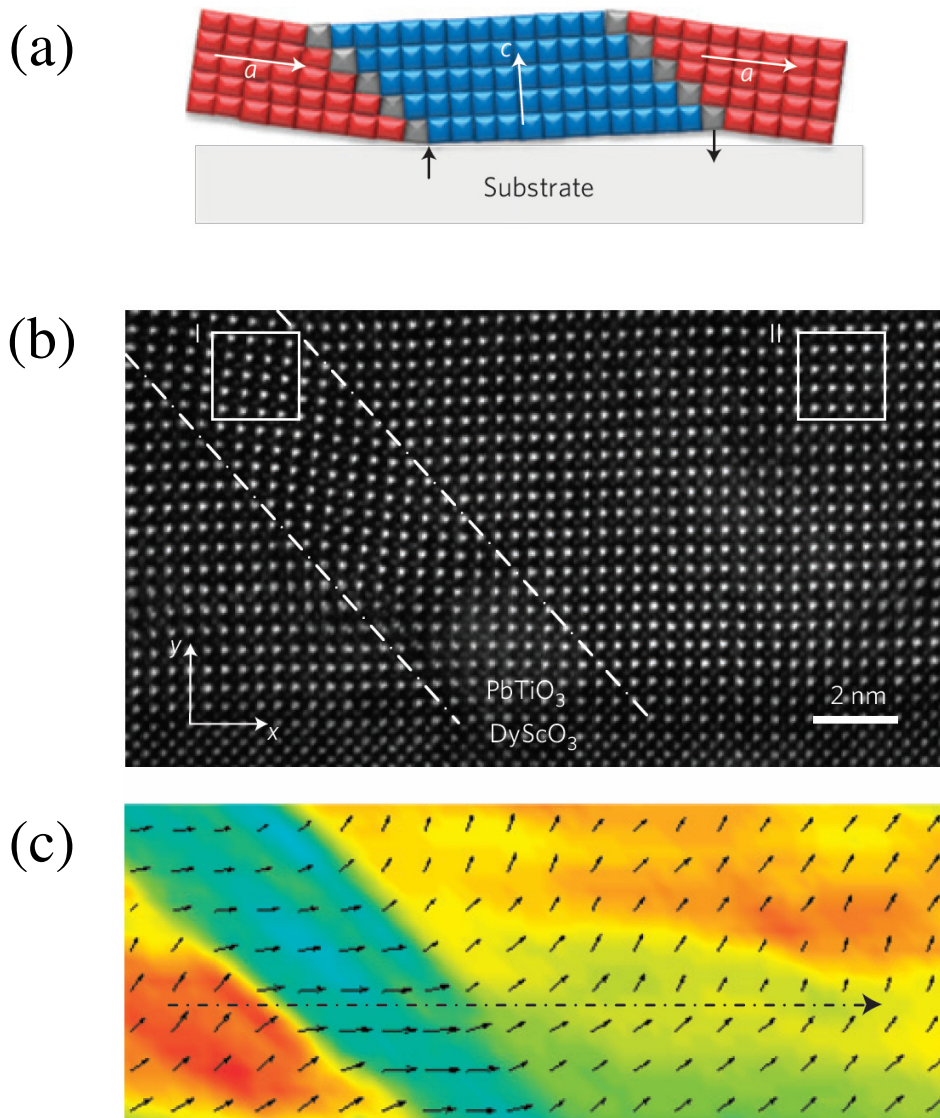 (a)
a
c
a
Substrate
(b)
I
II
y
x
PbTiO₃
DyScO₃
2 nm
(c)